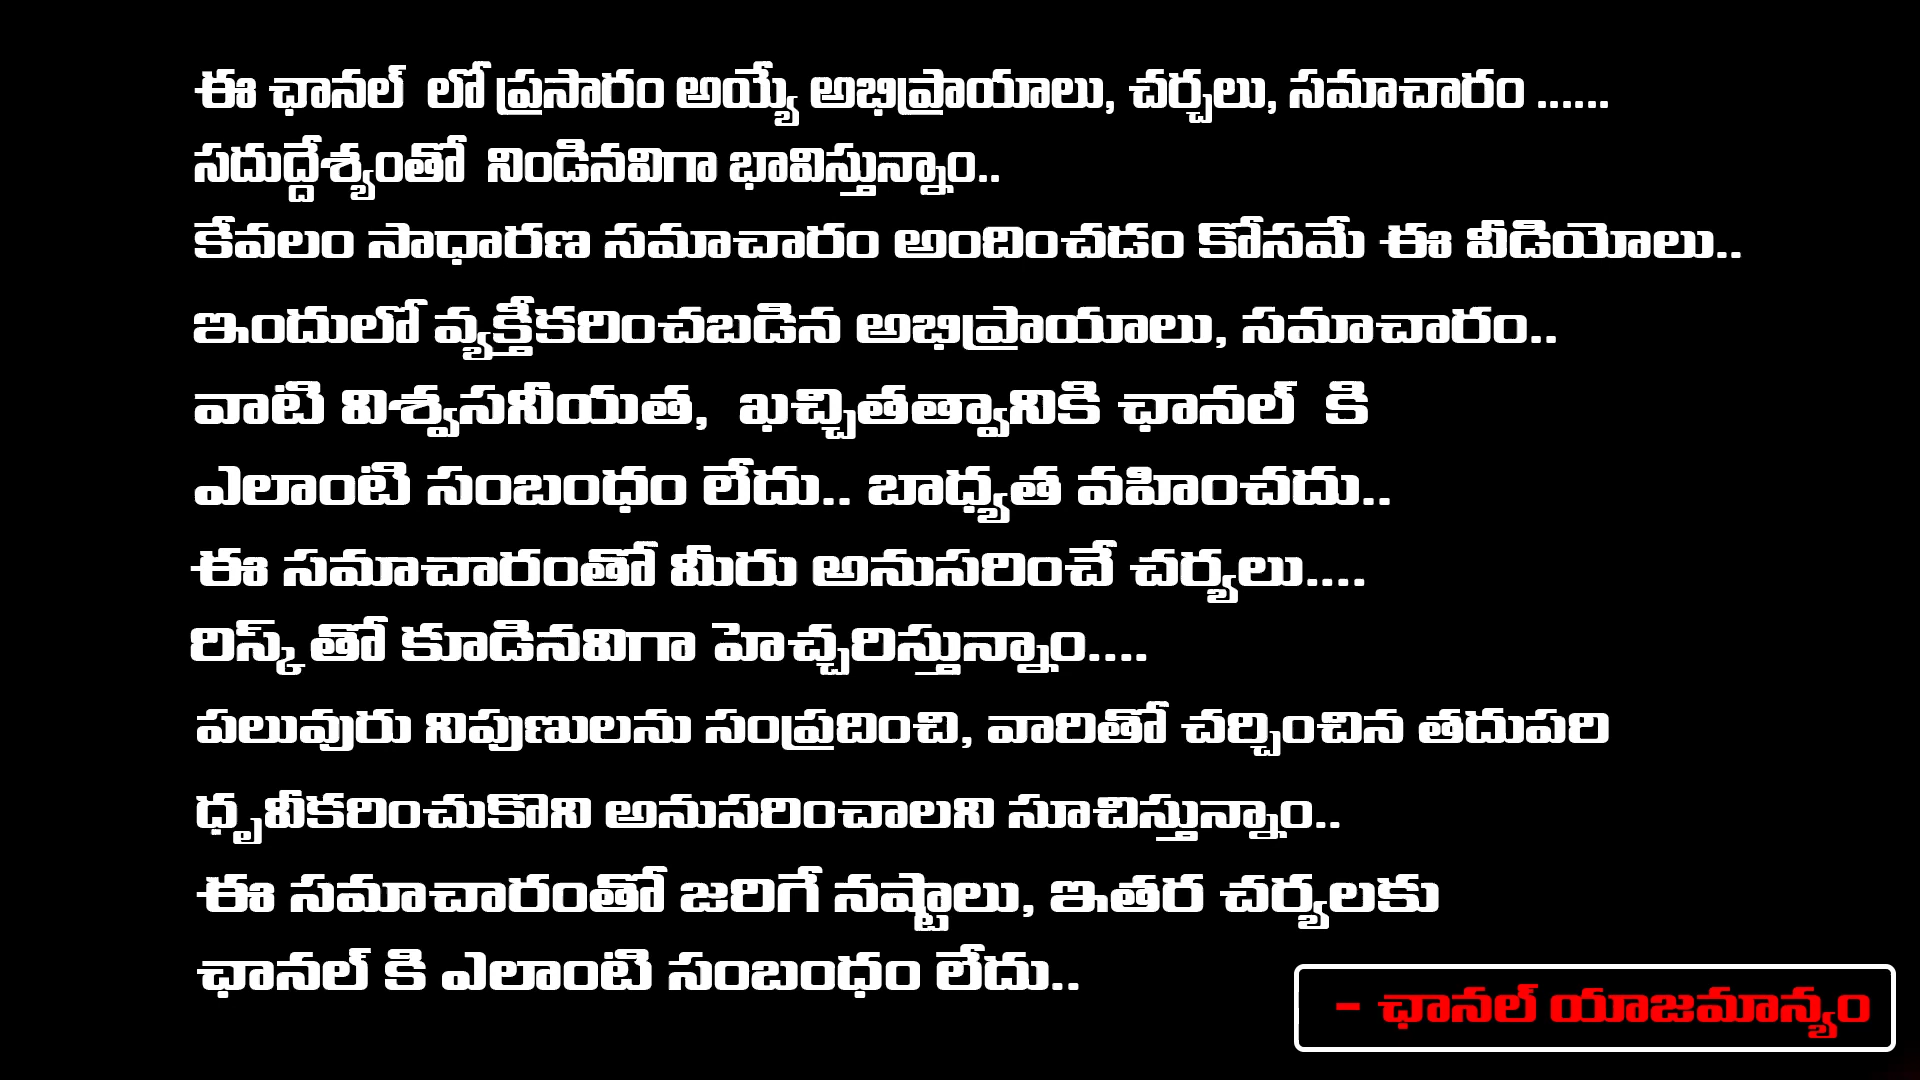 ఈ ఛానల్ లో ప్రసారం అయ్యే అభిప్రాయాలు, చర్చలు, సమాచారం ......
సదుద్దేశ్యంతో నిండినవిగా భావిస్తున్నాం..
కేవలం సాధారణ సమాచారం అందించడం కోసమే ఈ వీడియోలు..
ఇందులో వ్యక్తీకరించబడిన అభిప్రాయాలు, సమాచారం..
వాటి విశ్వసనీయత, ఖచ్చితత్వానికి ఛానల్ కి
ఎలాంటి సంబంధం లేదు.. బాధ్యత వహించదు..
ఈ సమాచారంతో మీరు అనుసరించే చర్యలు....
రిస్క్ తో కూడినవిగా హెచ్చరిస్తున్నాం....
పలువురు నిపుణులను సంప్రదించి, వారితో చర్చించిన తదుపరి
ధృవీకరించుకొని అనుసరించాలని సూచిస్తున్నాం..
ఈ సమాచారంతో జరిగే నష్టాలు, ఇతర చర్యలకు
ఛానల్ కి ఎలాంటి సంబంధం లేదు..
- ఛానల్ యాజమాన్యం